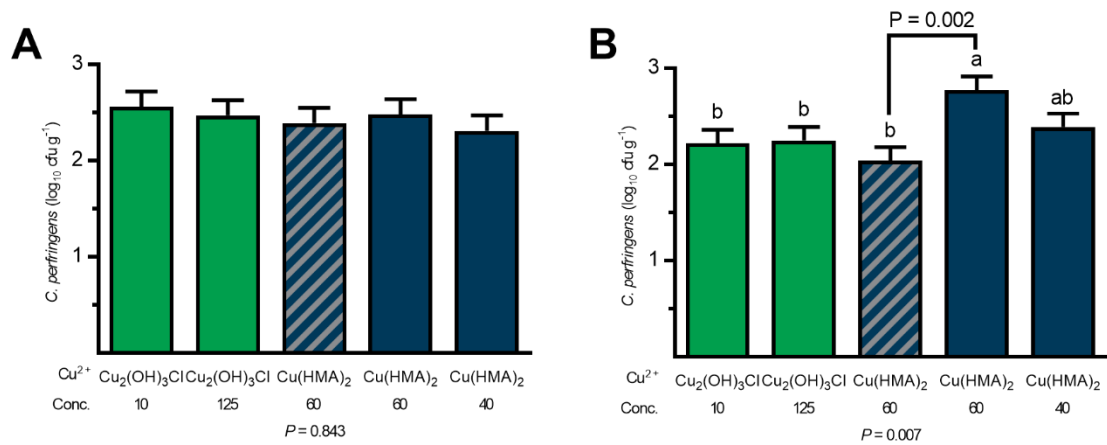 A
3
2
1
C. perfringens (log₁₀ cfu g⁻¹)
Cu²⁺ Cu₂(OH)₃Cl Cu₂(OH)₃Cl Cu(HMA)₂ Cu(HMA)₂ Cu(HMA)₂
Conc. 10 125 60 60 40
P = 0.843
B
P = 0.002
3
2
1
b b b a ab
C. perfringens (log₁₀ cfu g⁻¹)
Cu²⁺ Cu₂(OH)₃Cl Cu₂(OH)₃Cl Cu(HMA)₂ Cu(HMA)₂ Cu(HMA)₂
Conc. 10 125 60 60 40
P = 0.007